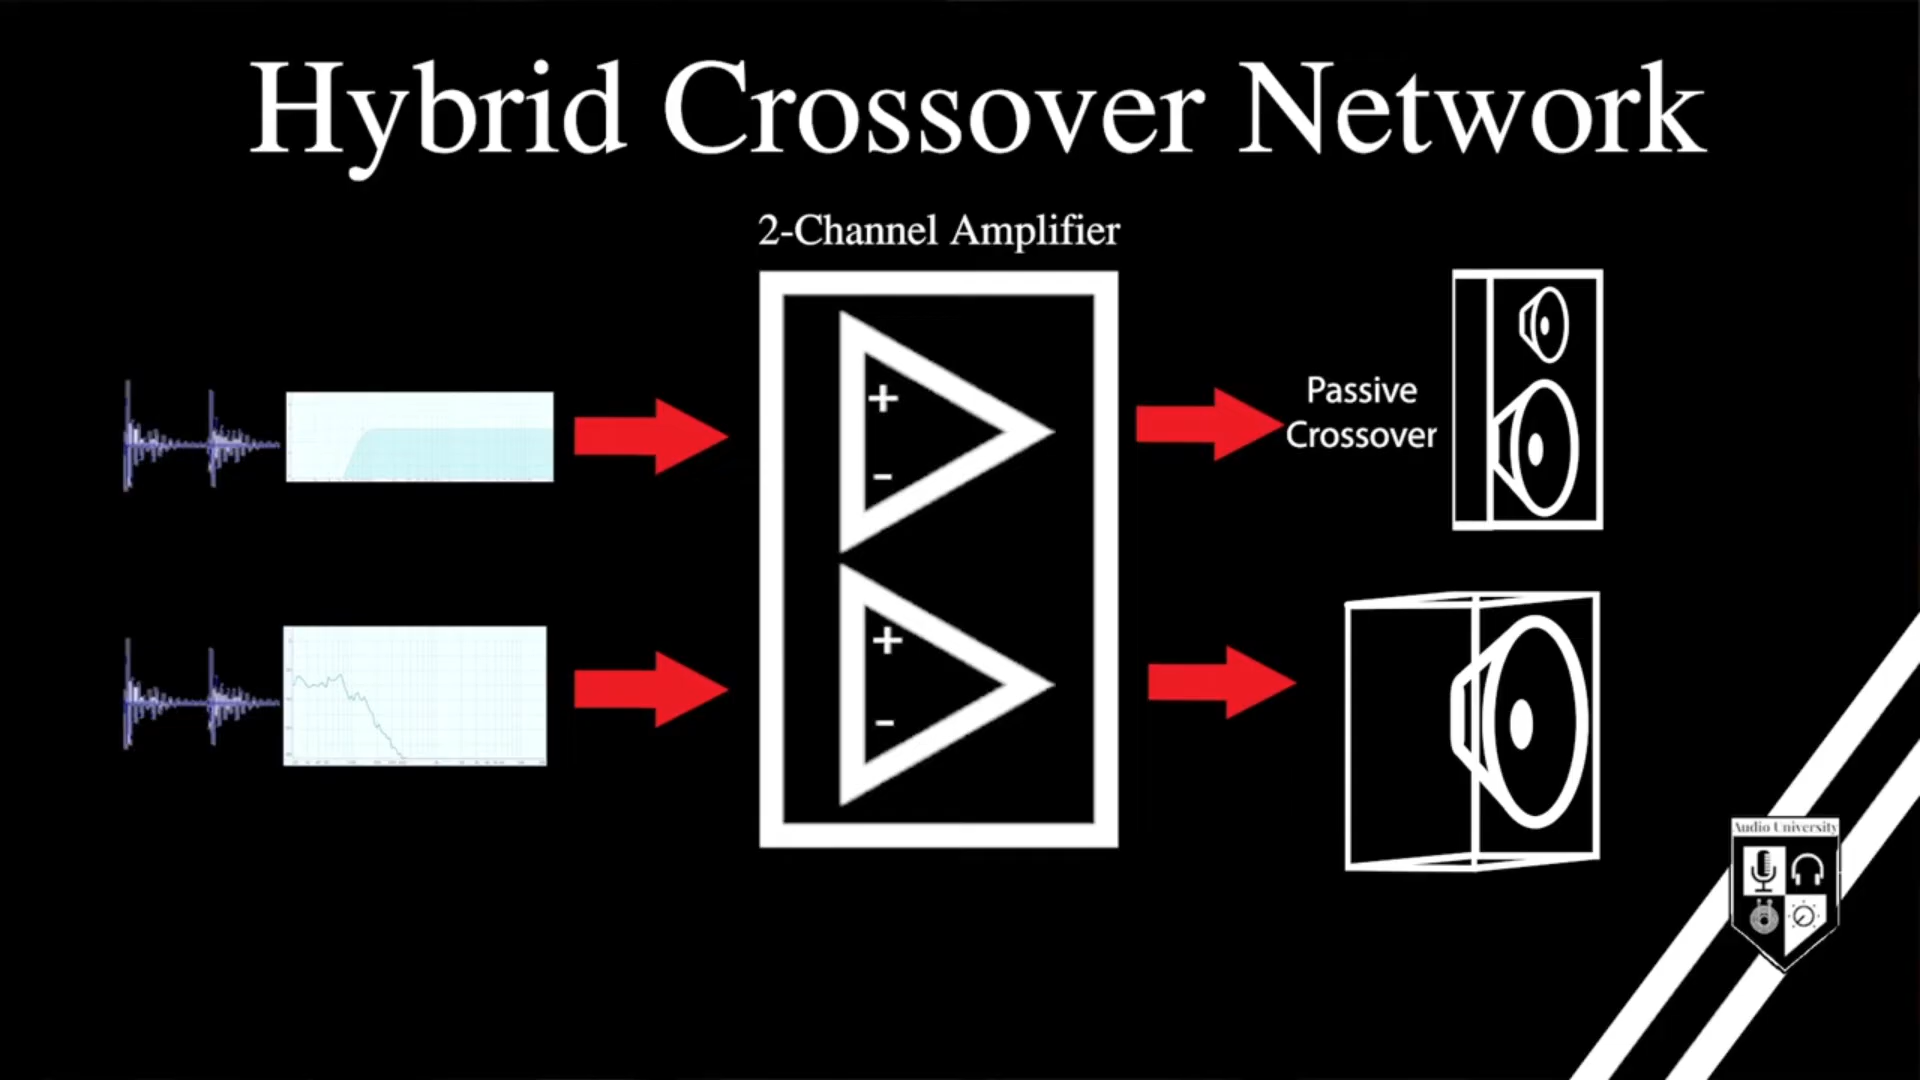 Hybrid Crossover Network
2-Channel Amplifier
+
-
Passive
Crossover
+
-
Audio University